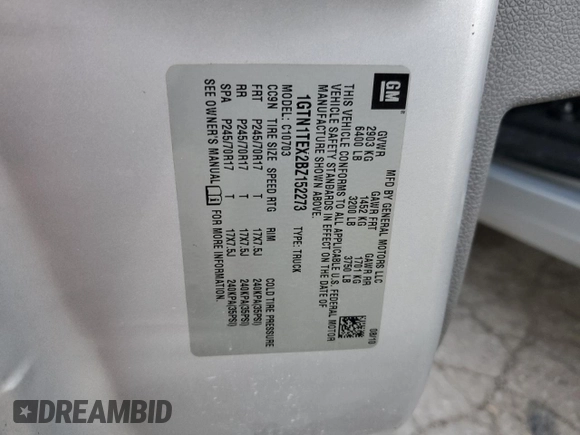 GM
MFD BY GENERAL MOTORS LLC
GVWR GAWR FRT GAWR RR
2903 KG 1452 KG 1701 KG
6400 LB 3200 LB 3750 LB
08/10
THIS VEHICLE CONFORMS TO ALL APPLICABLE U.S. FEDERAL MOTOR
VEHICLE SAFETY STANDARDS IN EFFECT ON THE DATE OF
MANUFACTURE SHOWN ABOVE.
1GTN1TEX2BZ152273 TYPE: TRUCK
MODEL: C10703
CC9N TIRE SIZE SPEED RTG RIM COLD TIRE PRESSURE
FRT P245/70R17 T 17X7.5J 240KPA(35PSI)
RR P245/70R17 T 17X7.5J 240KPA(35PSI)
SPA P245/70R17 T 17X7.5J 240KPA(35PSI)
SEE OWNER'S MANUAL FOR MORE INFORMATION.
DREAMBID